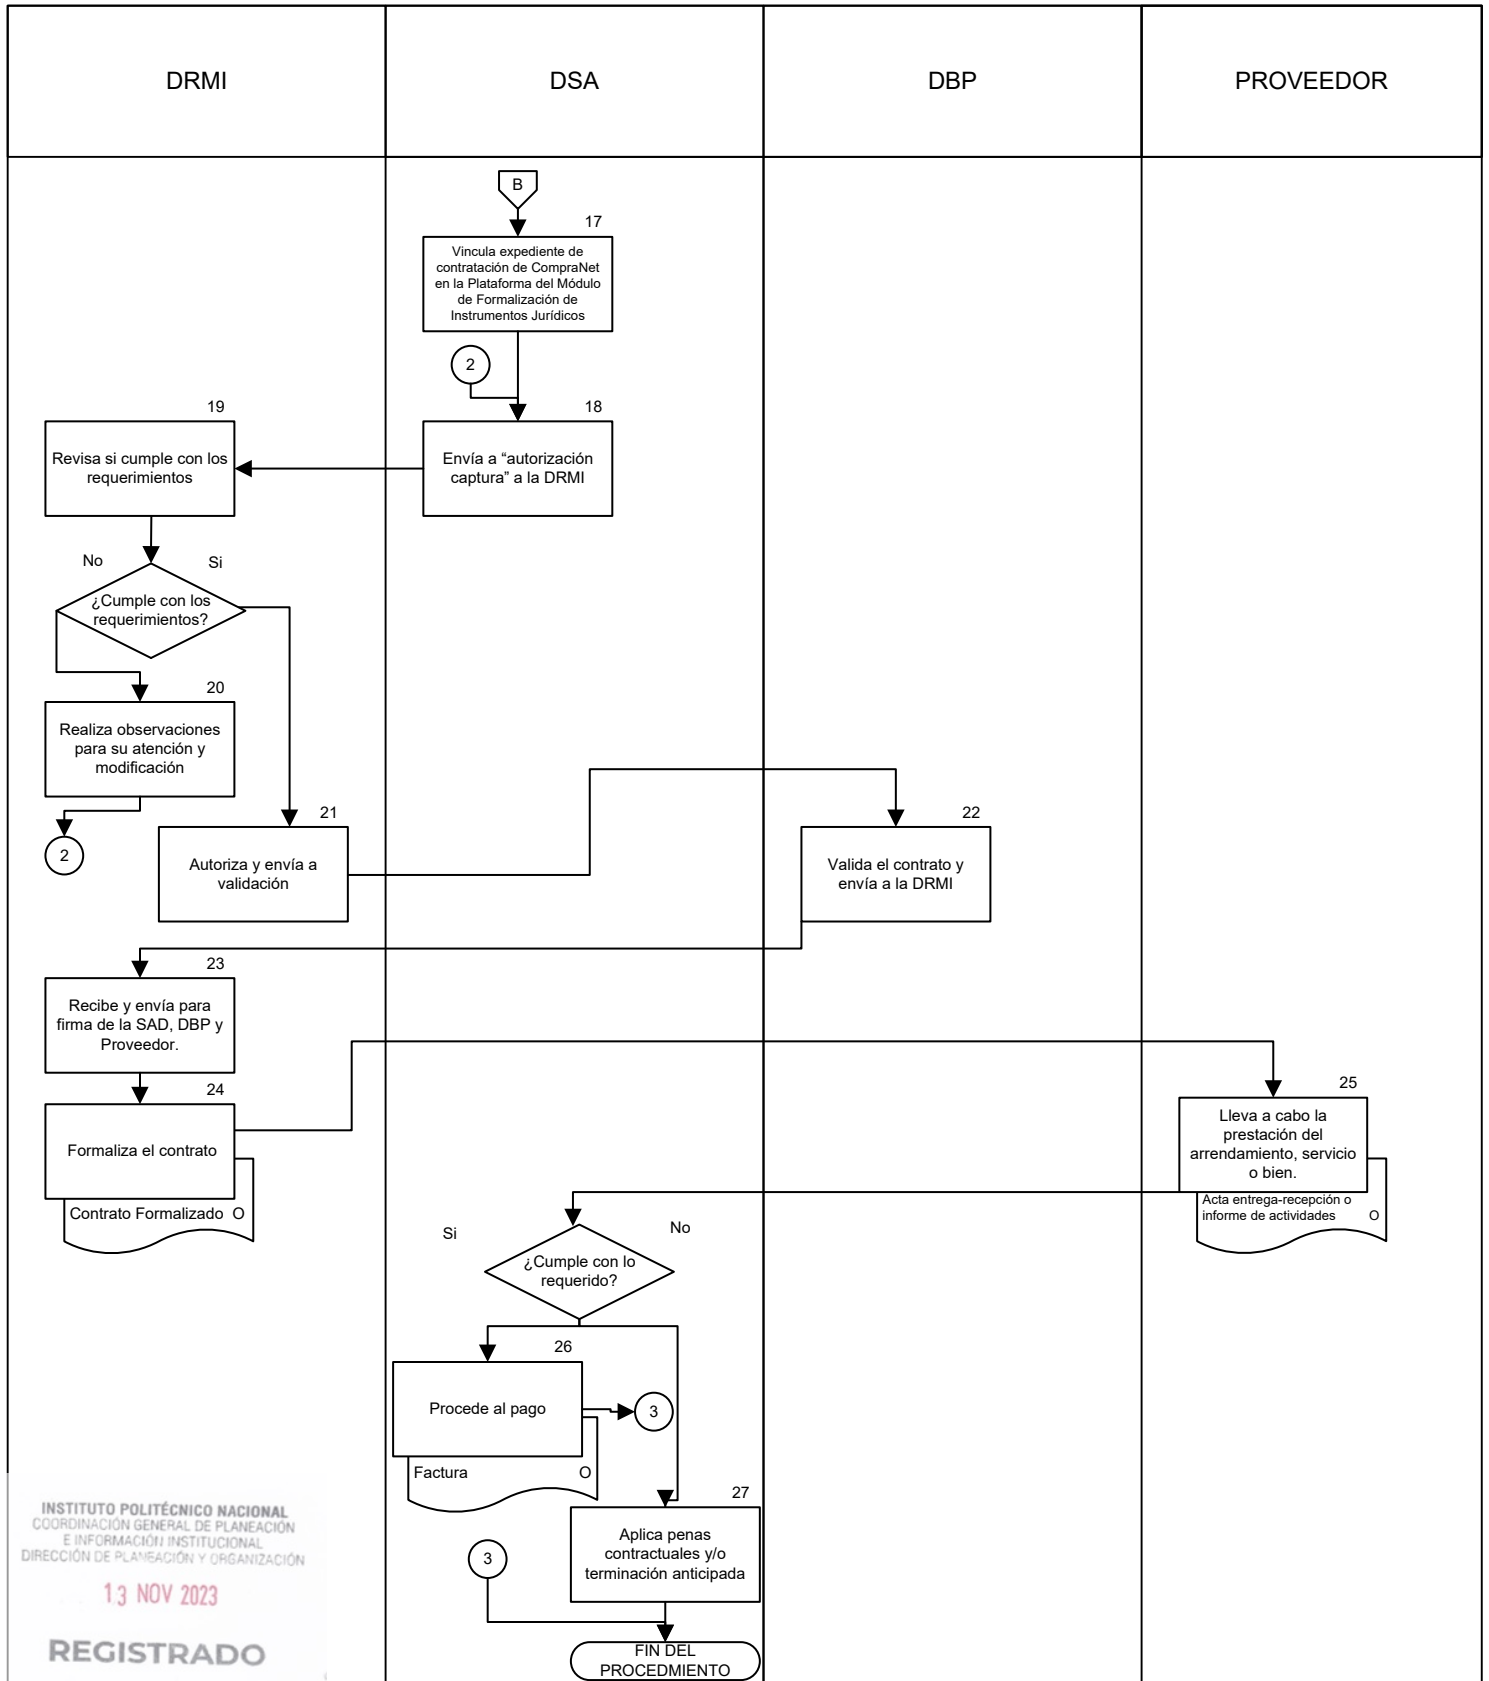 DRMI
DSA
DBP
PROVEEDOR
B
17
Vincula expediente de
contratación de CompraNet
en la Plataforma del Módulo
de Formalización de
Instrumentos Jurídicos
2
18
Envía a “autorización
captura” a la DRMI
19
Revisa si cumple con los
requerimientos
No
Si
¿Cumple con los
requerimientos?
20
Realiza observaciones
para su atención y
modificación
2
21
Autoriza y envía a
validación
22
Valida el contrato y
envía a la DRMI
23
Recibe y envía para
firma de la SAD, DBP y
Proveedor.
24
Formaliza el contrato
Contrato Formalizado O
25
Lleva a cabo la
prestación del
arrendamiento, servicio
o bien.
Acta entrega-recepción o
informe de actividades O
Si
No
¿Cumple con lo
requerido?
26
Procede al pago
3
Factura O
27
Aplica penas
contractuales y/o
terminación anticipada
3
FIN DEL
PROCEDMIENTO
INSTITUTO POLITÉCNICO NACIONAL
COORDINACIÓN GENERAL DE PLANEACIÓN
E INFORMACIÓN INSTITUCIONAL
DIRECCIÓN DE PLANEACIÓN Y ORGANIZACIÓN
13 NOV 2023
REGISTRADO